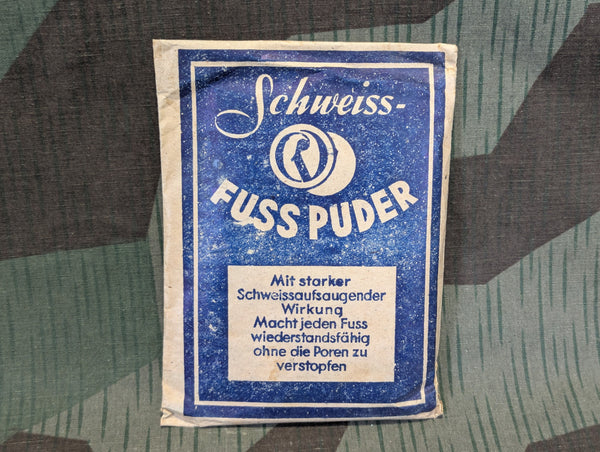 Schweiss-
FUSS PUDER
Mit starker
Schweissaufsaugender
Wirkung
Macht jeden Fuss
wiederstandsfähig
ohne die Poren zu
verstopfen